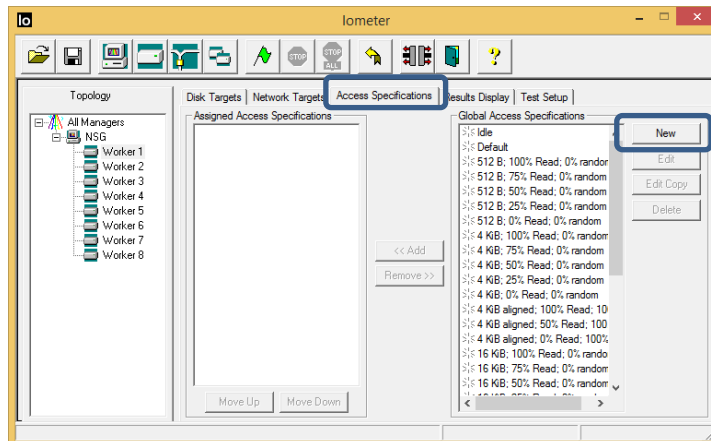 Io
Iometer
STOP
STOP ALL
?
Topology
All Managers
NSG
Worker 1
Worker 2
Worker 3
Worker 4
Worker 5
Worker 6
Worker 7
Worker 8
Disk Targets
Network Targets
Access Specifications
Results Display
Test Setup
Assigned Access Specifications
<< Add
Remove >>
Move Up
Move Down
Global Access Specifications
Idle
Default
512 B; 100% Read; 0% randor
512 B; 75% Read; 0% random
512 B; 50% Read; 0% random
512 B; 25% Read; 0% random
512 B; 0% Read; 0% random
4 KiB; 100% Read; 0% random
4 KiB; 75% Read; 0% random
4 KiB; 50% Read; 0% random
4 KiB; 25% Read; 0% random
4 KiB; 0% Read; 0% random
4 KiB aligned; 100% Read; 10
4 KiB aligned; 50% Read; 100
4 KiB aligned; 0% Read; 100%
16 KiB; 100% Read; 0% rando
16 KiB; 75% Read; 0% random
16 KiB; 50% Read; 0% random
New
Edit
Edit Copy
Delete